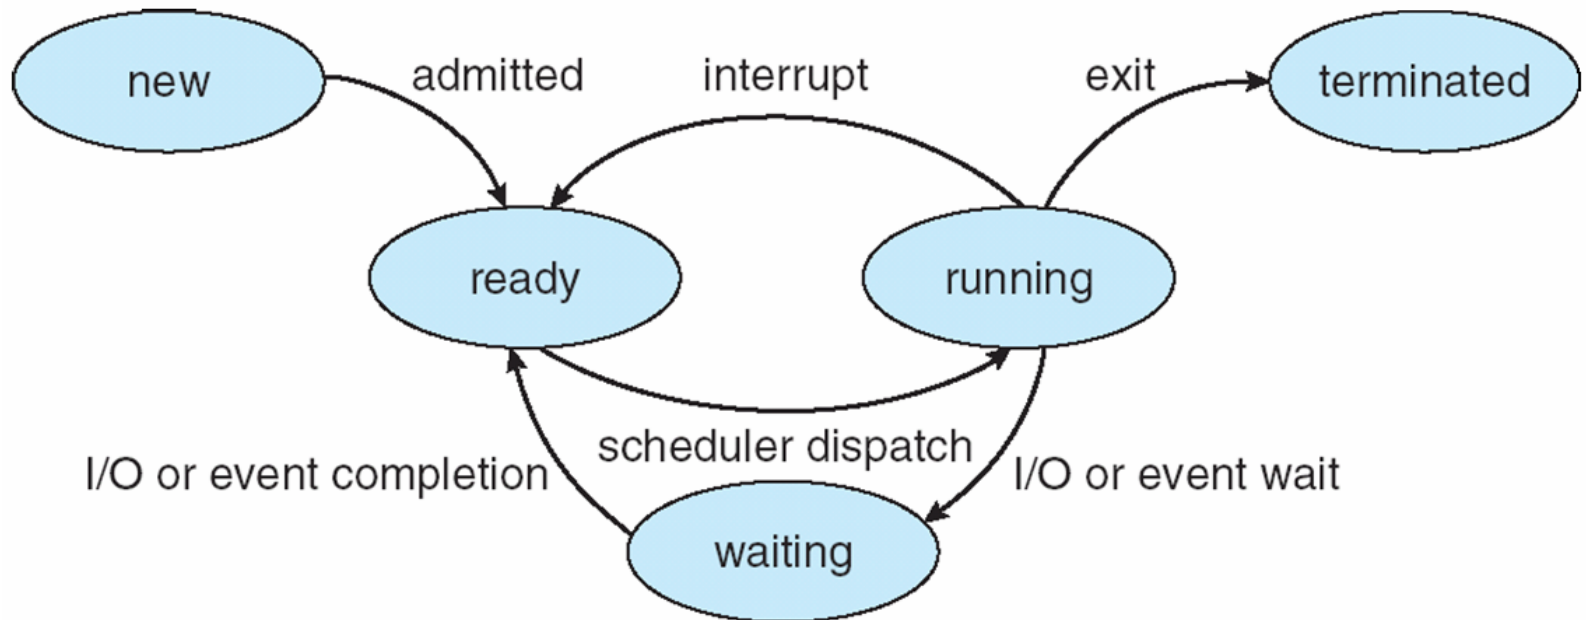 new
admitted
interrupt
exit
terminated
ready
running
scheduler dispatch
I/O or event completion
I/O or event wait
waiting